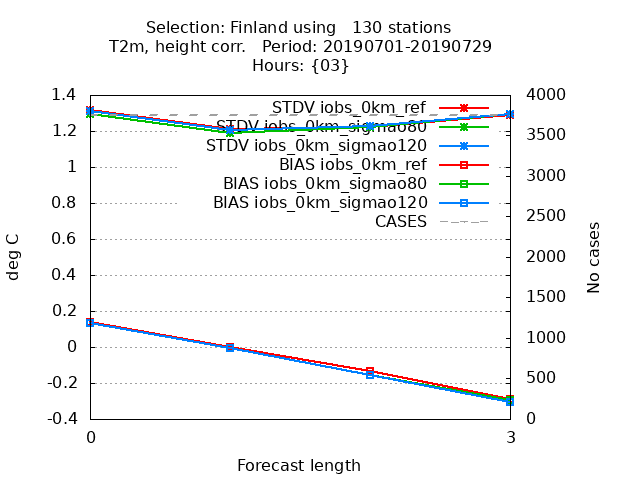 Selection: Finland using   130 stations
T2m, height corr.   Period: 20190701-20190729
Hours: {03}
1.4
1.2
1
0.8
0.6
0.4
0.2
0
-0.2
-0.4
deg C
STDV iobs_0km_ref
STDV iobs_0km_sigmao80
STDV iobs_0km_sigmao120
BIAS iobs_0km_ref
BIAS iobs_0km_sigmao80
BIAS iobs_0km_sigmao120
CASES
4000
3500
3000
2500
2000
1500
1000
500
0
No cases
0
3
Forecast length